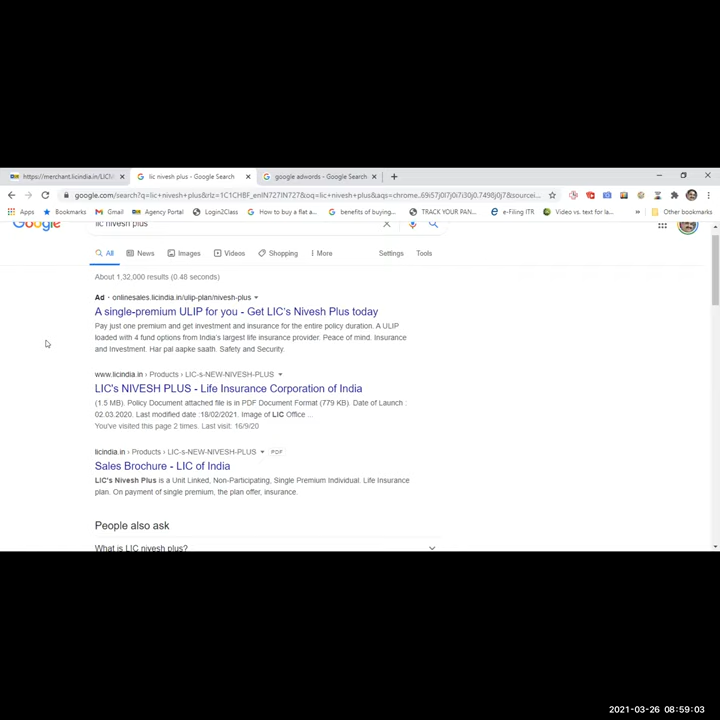 https://merchant.licindia.in/LICM
lic nivesh plus - Google Search
google adwords - Google Search
google.com/search?q=lic+nivesh+plus&rlz=1C1CHBF_enIN727IN727&oq=lic+nivesh+plus&aqs=chrome..69i57j0l7j0i7i30j0.7498j0j7&sourcei...
Apps
Bookmarks
Gmail
Agency Portal
Login2Class
How to buy a flat a...
benefits of buying...
TRACK YOUR PAN...
e-Filing ITR
Video vs. text for la...
»
Other bookmarks
Google
lic nivesh plus
All
News
Images
Videos
Shopping
More
Settings
Tools
About 1,32,000 results (0.48 seconds)
Ad · onlinesales.licindia.in/ulip-plan/nivesh-plus
A single-premium ULIP for you - Get LIC's Nivesh Plus today
Pay just one premium and get investment and insurance for the entire policy duration. A ULIP
loaded with 4 fund options from India's largest life insurance provider. Peace of mind. Insurance
and Investment. Har pal aapke saath. Safety and Security.
www.licindia.in › Products › LIC-s-NEW-NIVESH-PLUS
LIC's NIVESH PLUS - Life Insurance Corporation of India
(1.5 MB). Policy Document attached file is in PDF Document Format (779 KB). Date of Launch :
02.03.2020. Last modified date :18/02/2021. Image of LIC Office ...
You've visited this page 2 times. Last visit: 16/9/20
licindia.in › Products › LIC-s-NEW-NIVESH-PLUS PDF
Sales Brochure - LIC of India
LIC's Nivesh Plus is a Unit Linked, Non-Participating, Single Premium Individual. Life Insurance
plan. On payment of single premium, the plan offer, insurance.
People also ask
What is LIC nivesh plus?
2021-03-26 08:59:03